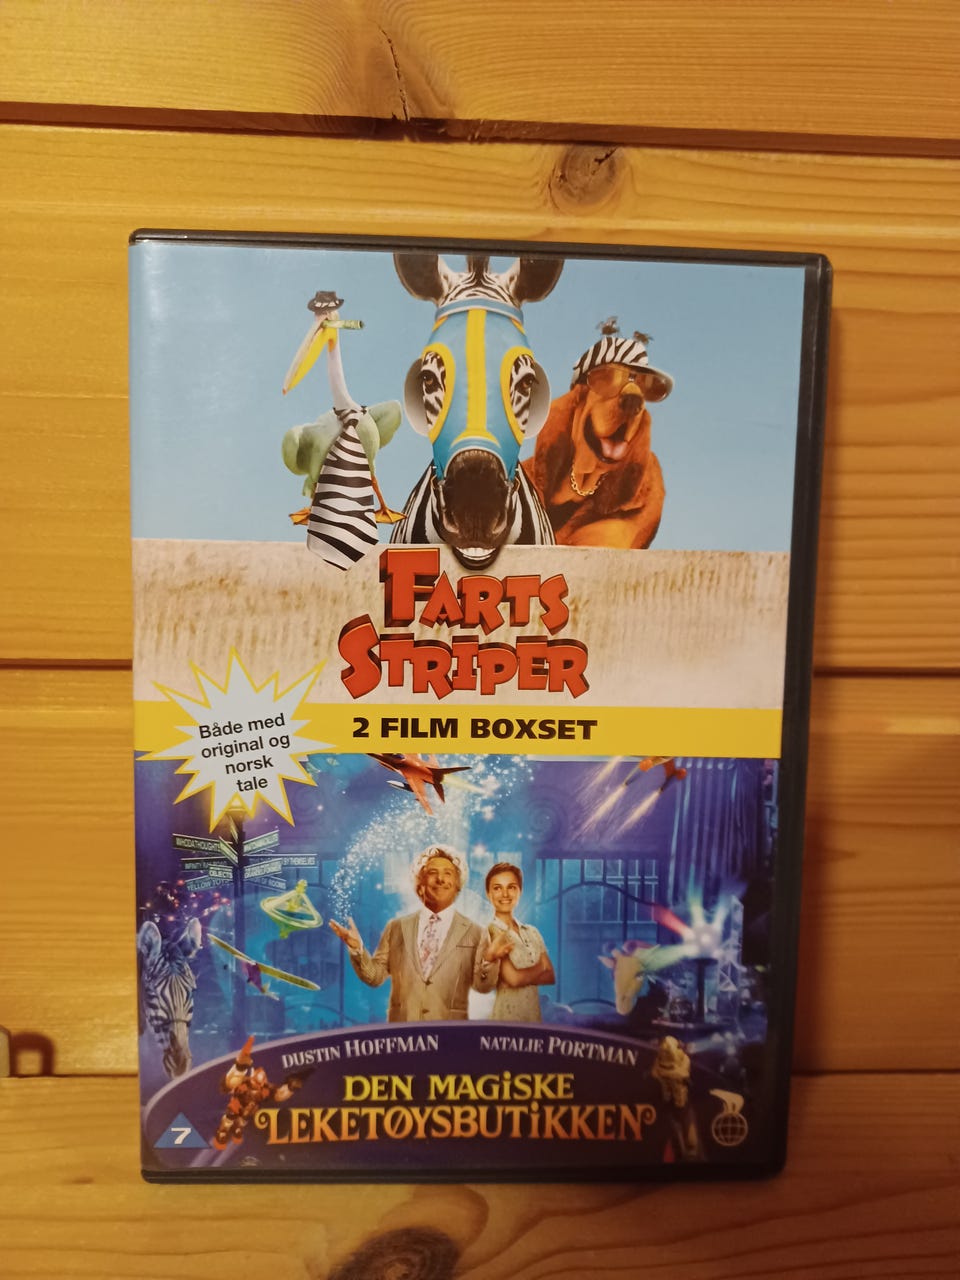 FARTS
STRIPER
2 FILM BOXSET
Både med
original og
norsk
tale
OBJECTS
DUSTIN HOFFMAN NATALIE PORTMAN
DEN MAGiSKE
LEKETØYSBUTiKKEN
7